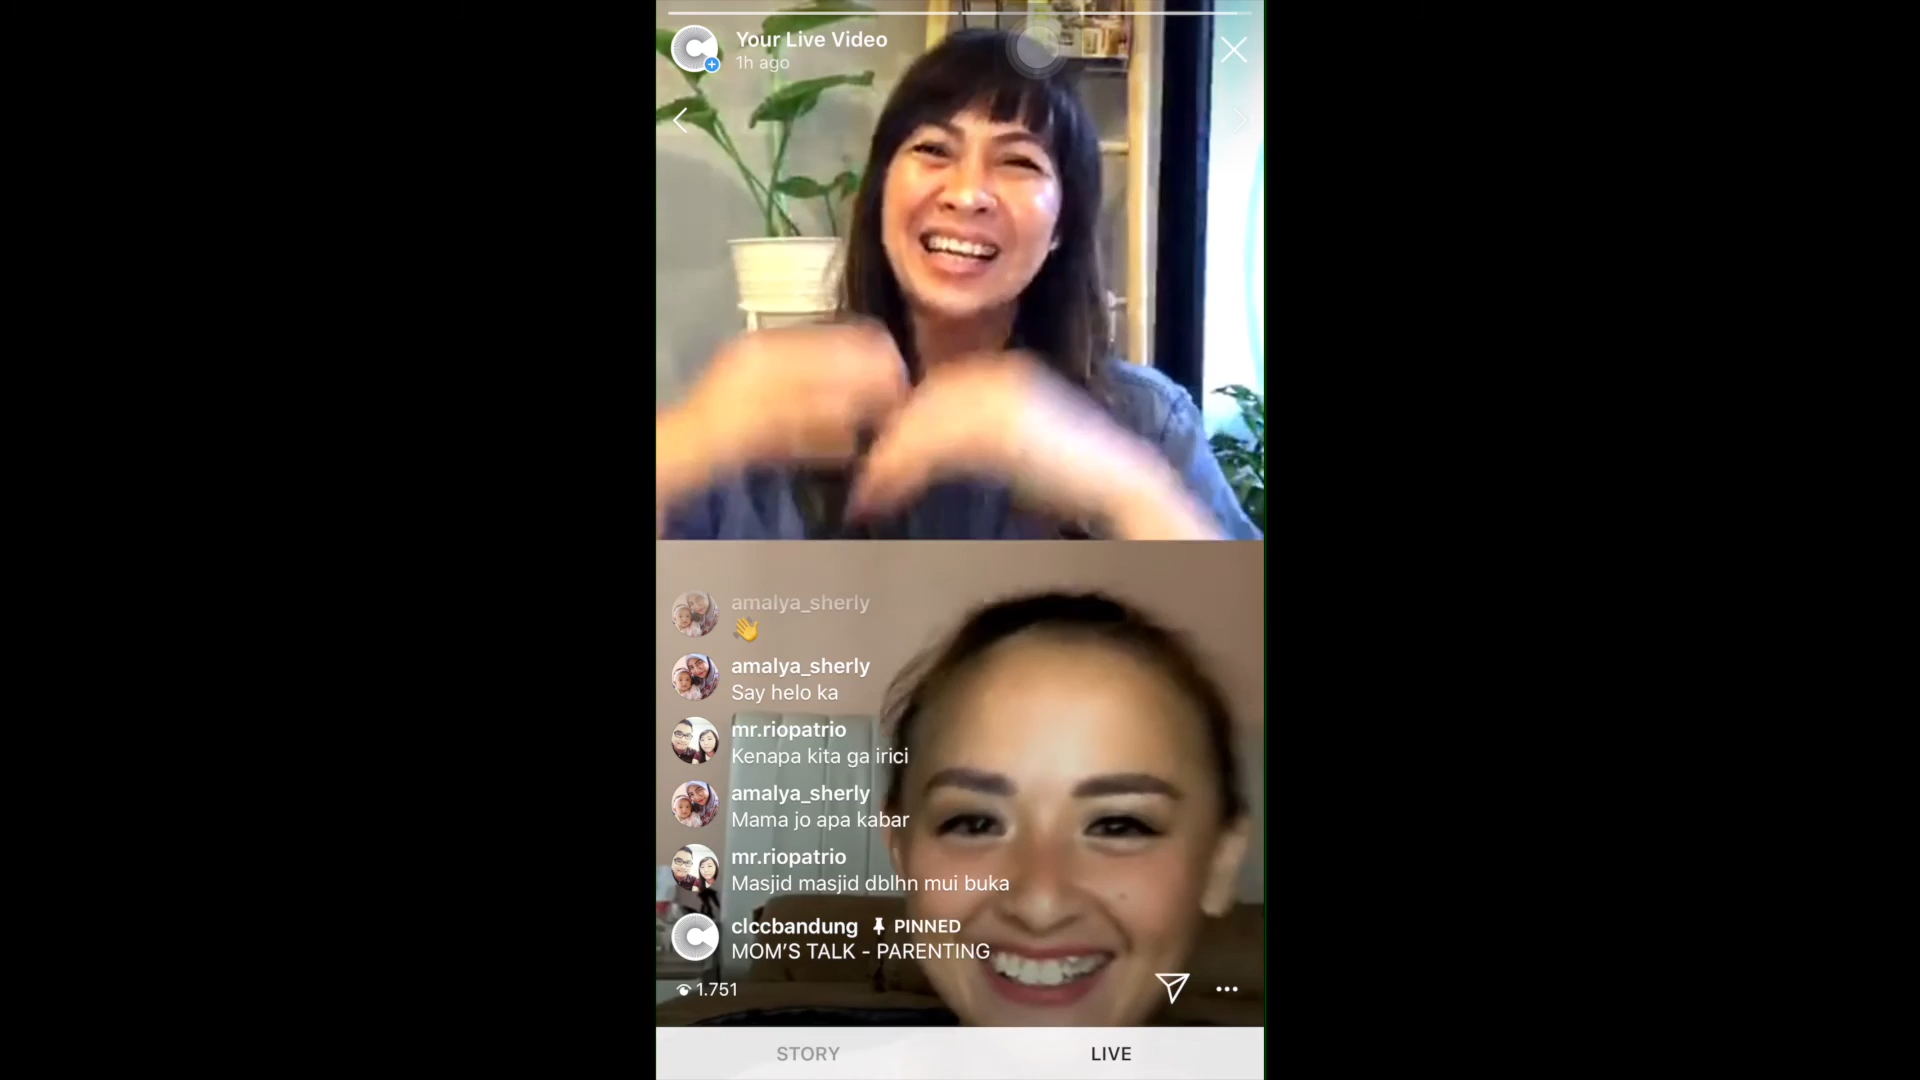 Your Live Video
1h ago
amalya_sherly
👋
amalya_sherly
Say helo ka
mr.riopatrio
Kenapa kita ga irici
amalya_sherly
Mama jo apa kabar
mr.riopatrio
Masjid masjid dblhn mui buka
clccbandung PINNED
MOM’S TALK - PARENTING
1.751
STORY
LIVE